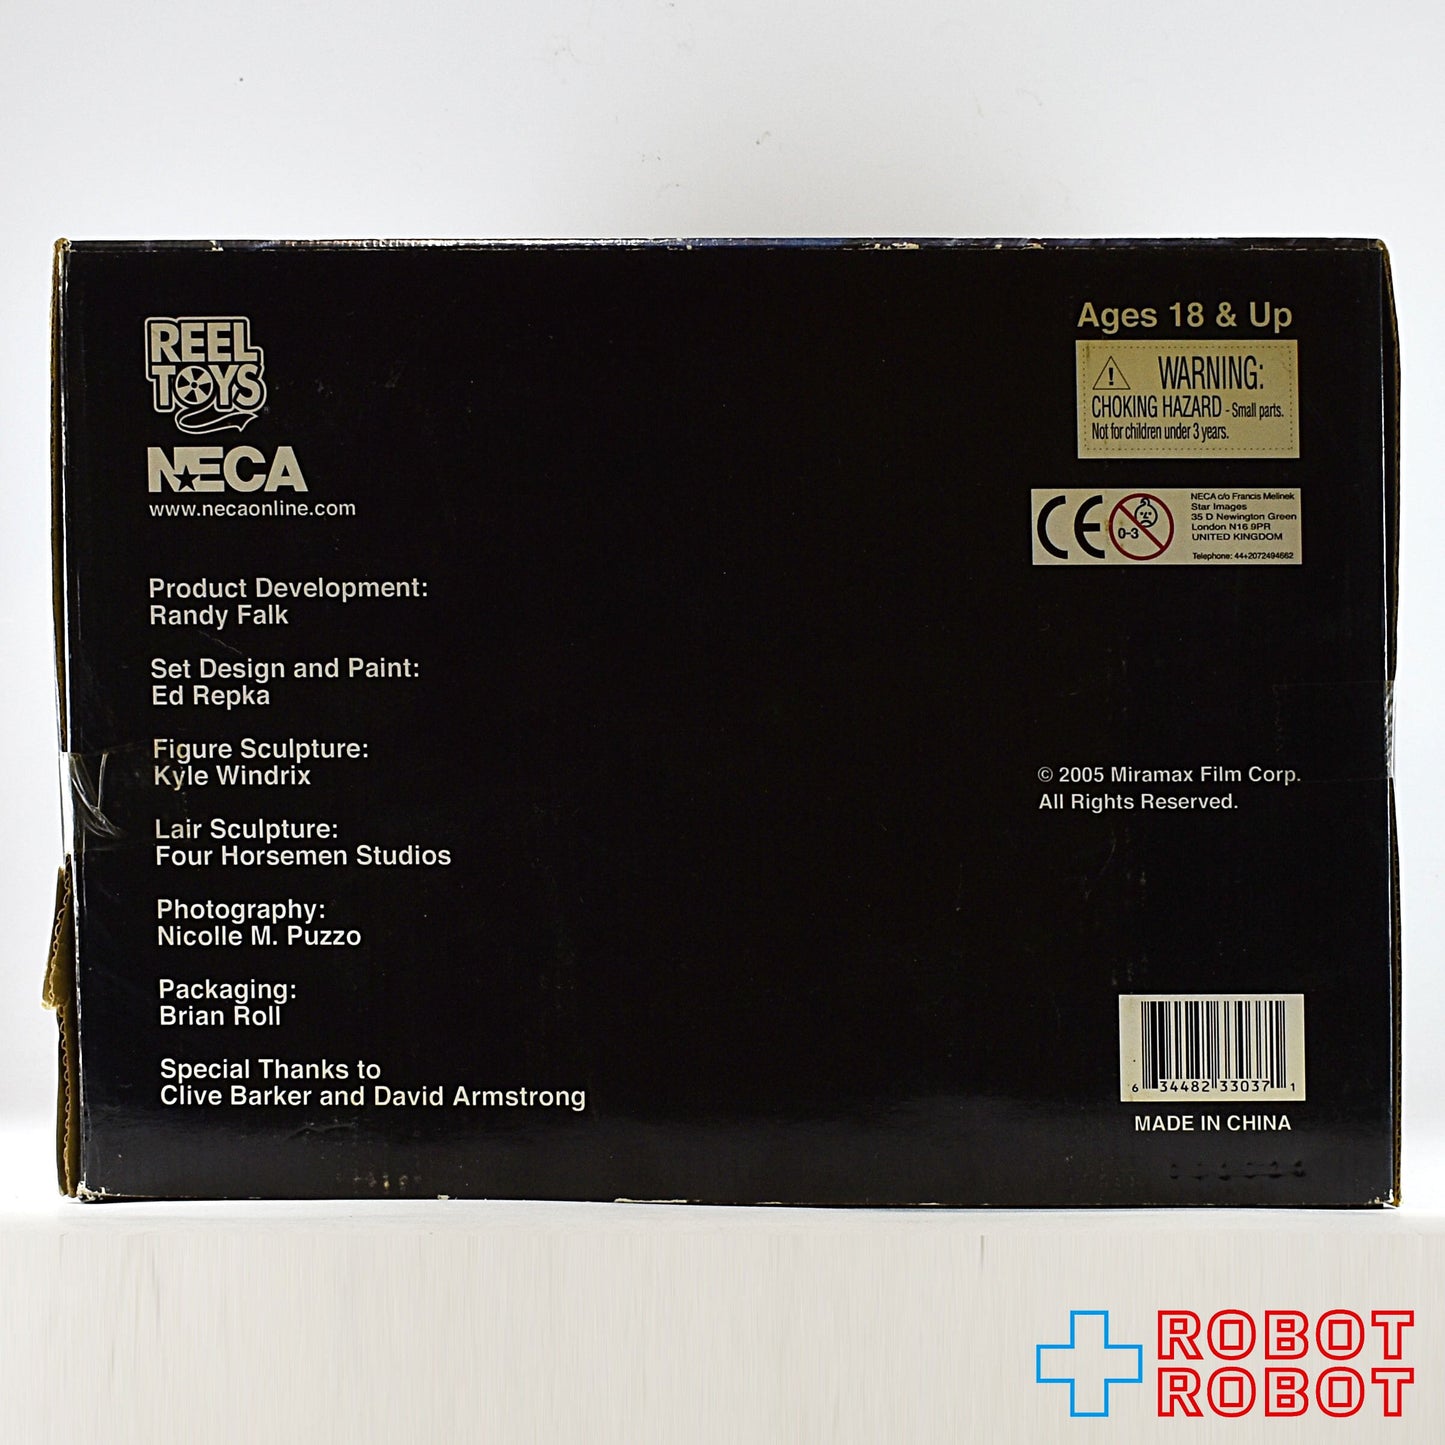 REEL
TOYS
NECA
www.necaonline.com
Product Development:
Randy Falk
Set Design and Paint:
Ed Repka
Figure Sculpture:
Kyle Windrix
Lair Sculpture:
Four Horsemen Studios
Photography:
Nicolle M. Puzzo
Packaging:
Brian Roll
Special Thanks to
Clive Barker and David Armstrong
Ages 18 & Up
! WARNING:
CHOKING HAZARD - Small parts.
Not for children under 3 years.
CE
0-3
NECA c/o Francis Melinek
Star Images
35 D Newington Green
London N16 9PR
UNITED KINGDOM
Telephone: 44+2072494662
© 2005 Miramax Film Corp.
All Rights Reserved.
6 34482 33037 1
MADE IN CHINA
ROBOT
ROBOT